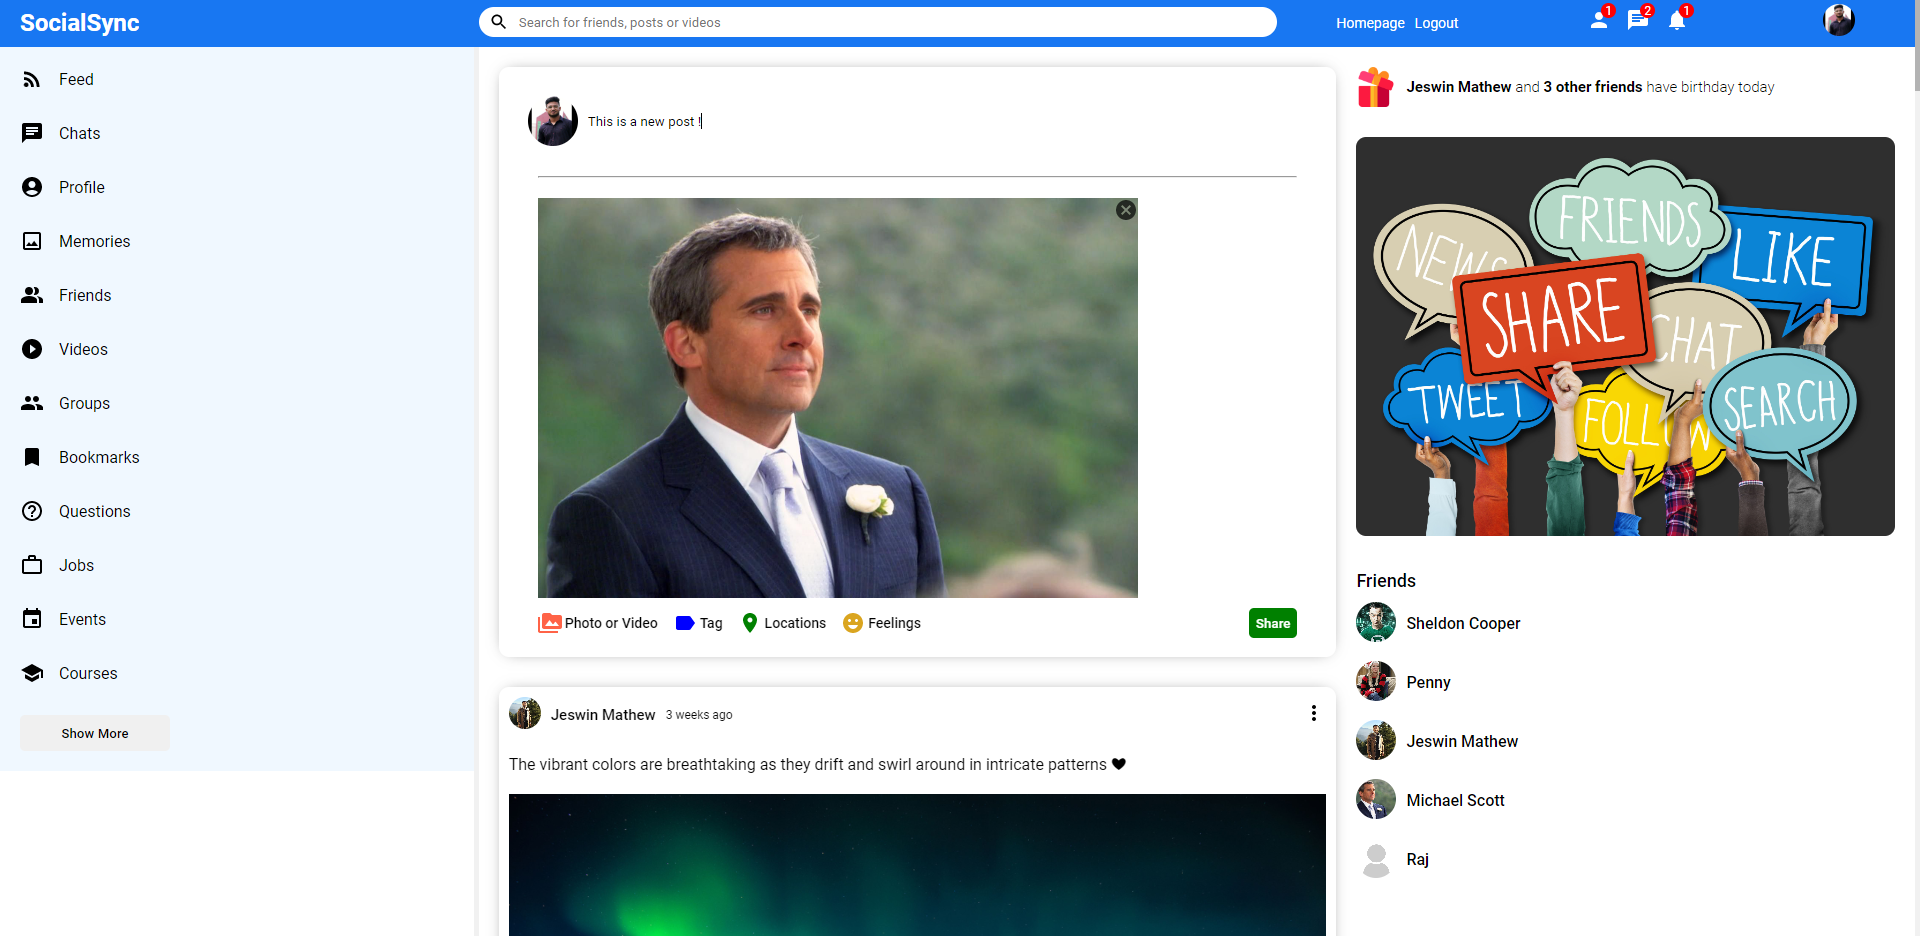 SocialSync
Search for friends, posts or videos
Homepage Logout
1
2
1
Feed
Chats
Profile
Memories
Friends
Videos
Groups
Bookmarks
Questions
Jobs
Events
Courses
Show More
This is a new post !
Photo or Video
Tag
Locations
Feelings
Share
Jeswin Mathew 3 weeks ago
The vibrant colors are breathtaking as they drift and swirl around in intricate patterns 🖤
Jeswin Mathew and 3 other friends have birthday today
FRIENDS
NEWS
LIKE
SHARE
CHAT
TWEET
FOLLOW
SEARCH
Friends
Sheldon Cooper
Penny
Jeswin Mathew
Michael Scott
Raj